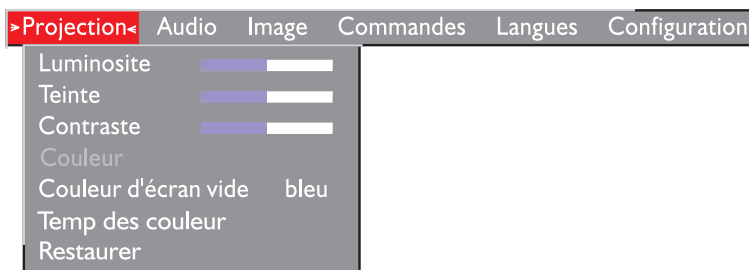 >Projection< Audio Image Commandes Langues Configuration
Luminosite
Teinte
Contraste
Couleur
Couleur d'écran vide bleu
Temp des couleur
Restaurer